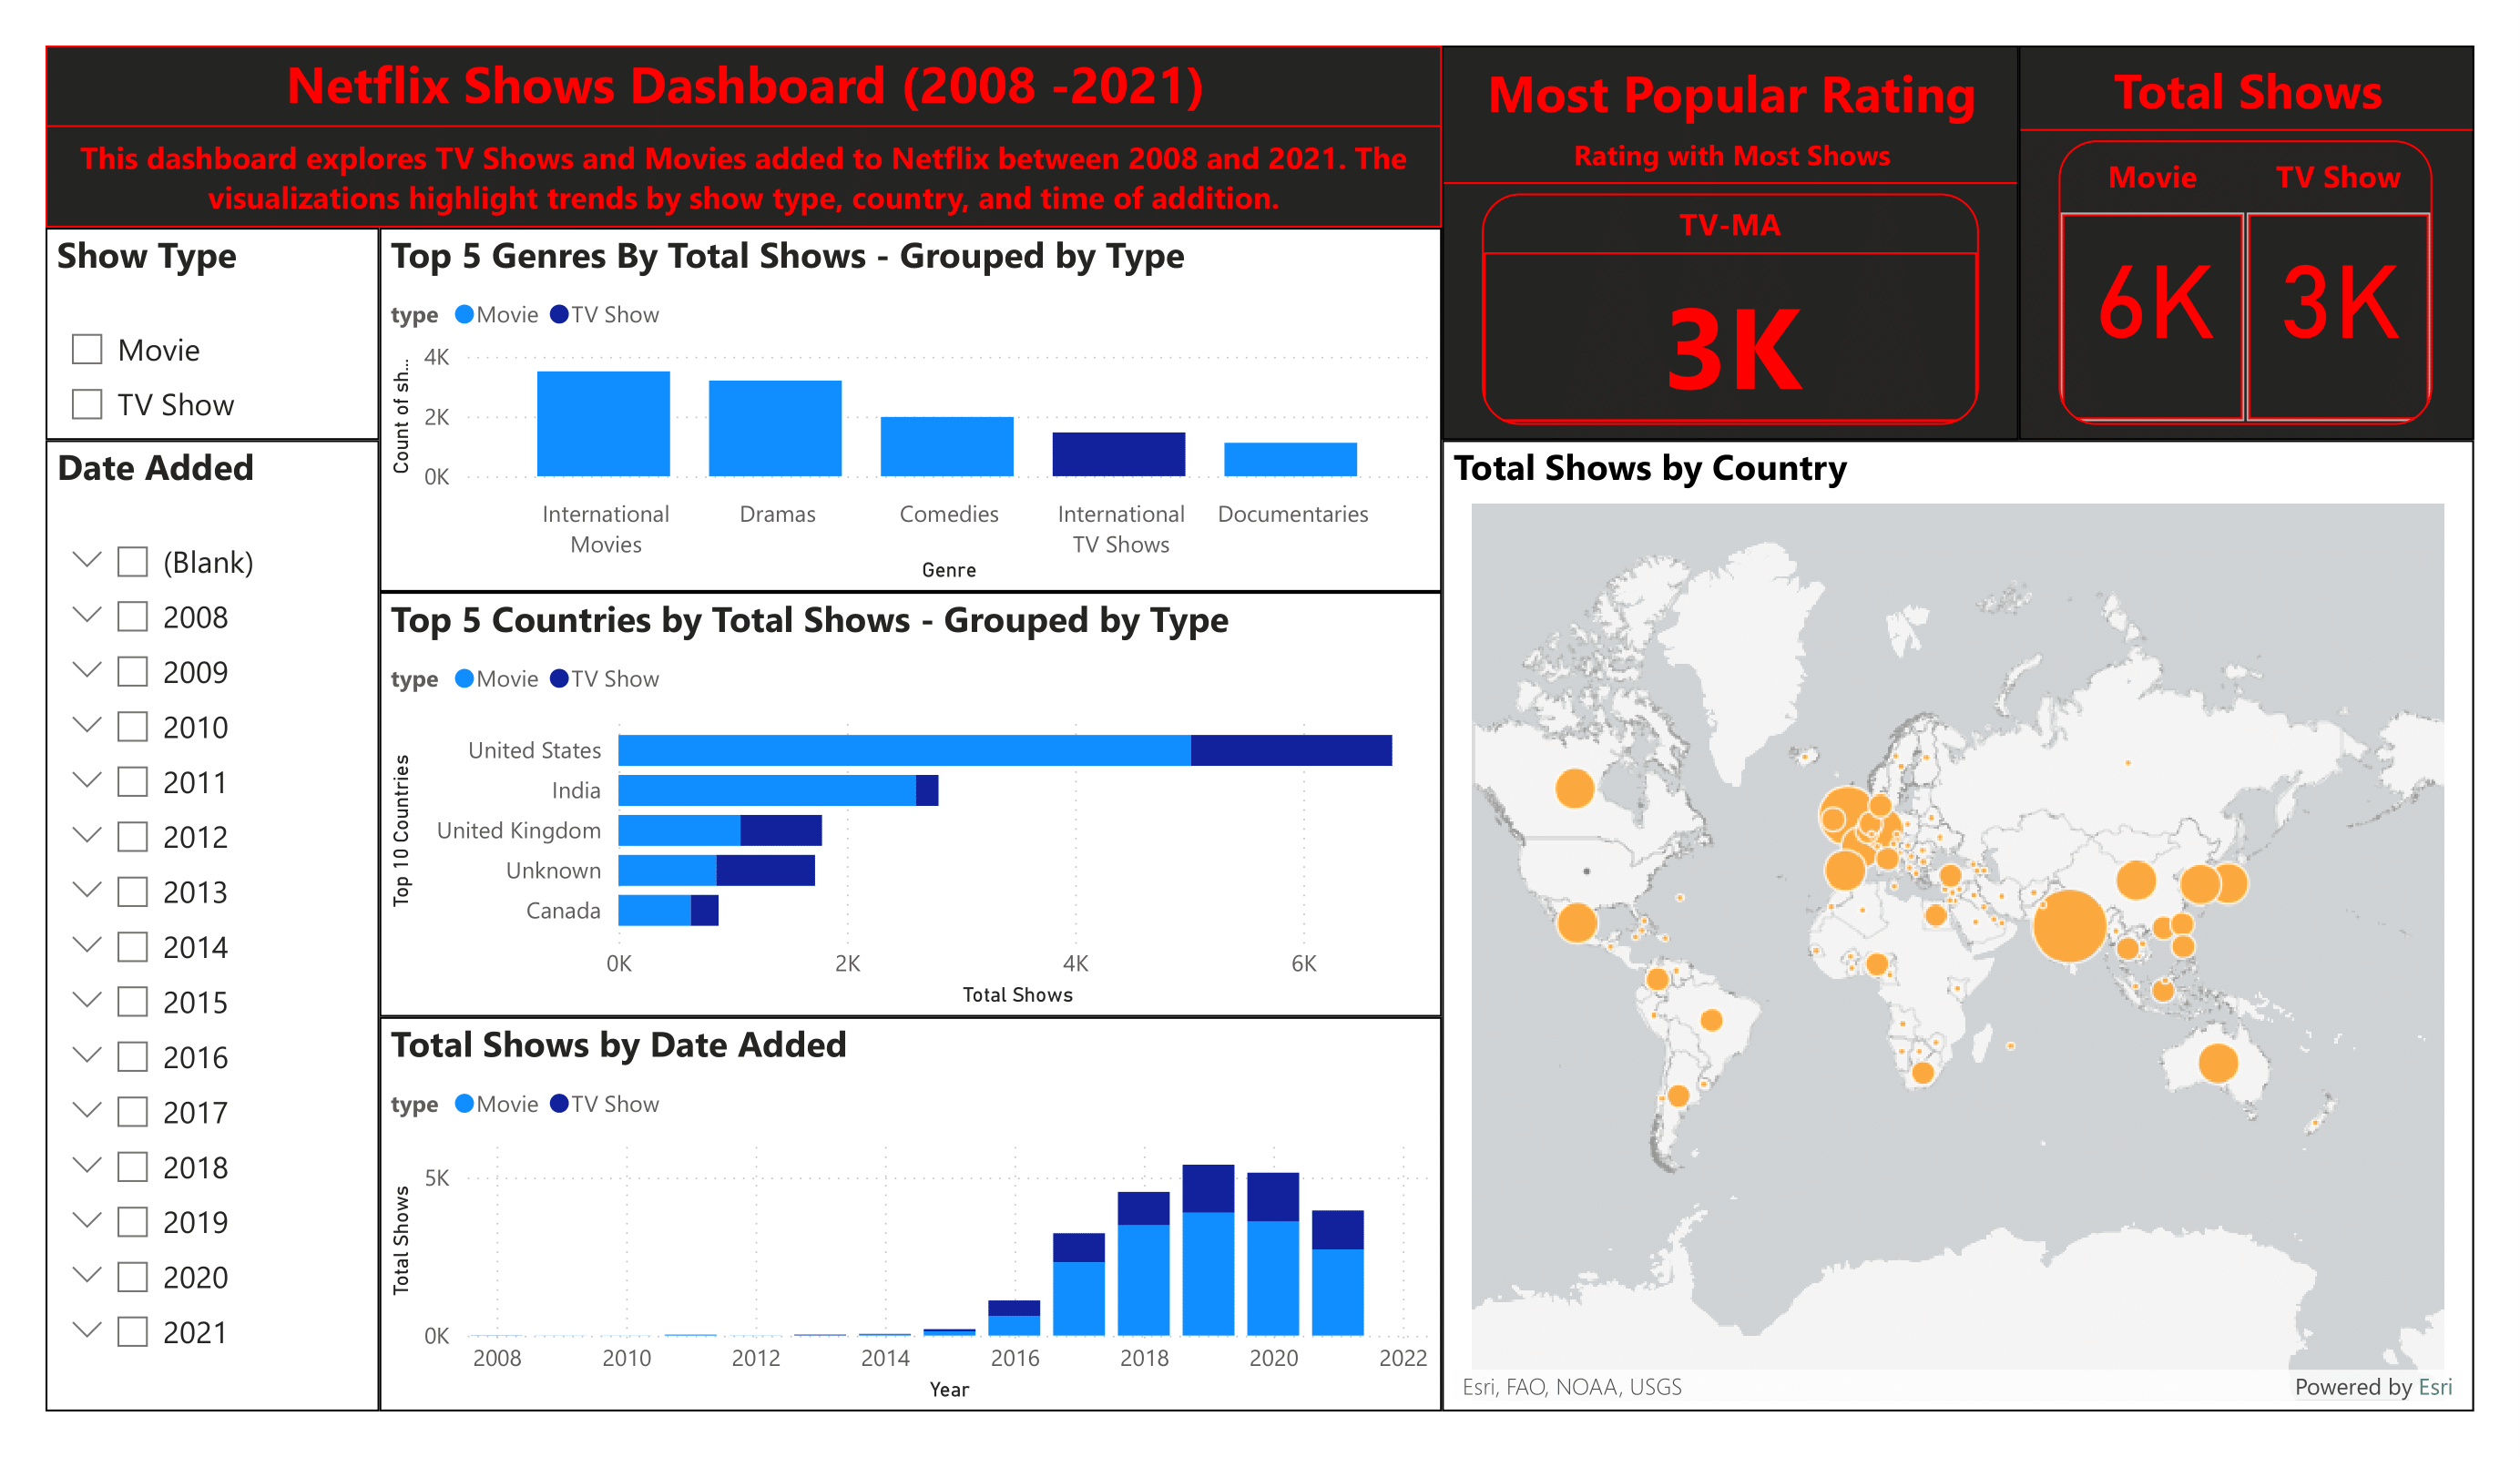 Netflix Shows Dashboard (2008 -2021)
This dashboard explores TV Shows and Movies added to Netflix between 2008 and 2021. The
visualizations highlight trends by show type, country, and time of addition.
Most Popular Rating
Rating with Most Shows
TV-MA
3K
Total Shows
Movie TV Show
6K 3K
Show Type
Movie
TV Show
Date Added
(Blank)
2008
2009
2010
2011
2012
2013
2014
2015
2016
2017
2018
2019
2020
2021
Top 5 Genres By Total Shows - Grouped by Type
type Movie TV Show
Count of sh...
4K
2K
0K
International Movies
Dramas
Comedies
International TV Shows
Documentaries
Genre
Top 5 Countries by Total Shows - Grouped by Type
type Movie TV Show
Top 10 Countries
United States
India
United Kingdom
Unknown
Canada
0K 2K 4K 6K
Total Shows
Total Shows by Date Added
type Movie TV Show
Total Shows
5K
0K
2008 2010 2012 2014 2016 2018 2020 2022
Year
Total Shows by Country
Esri, FAO, NOAA, USGS
Powered by Esri